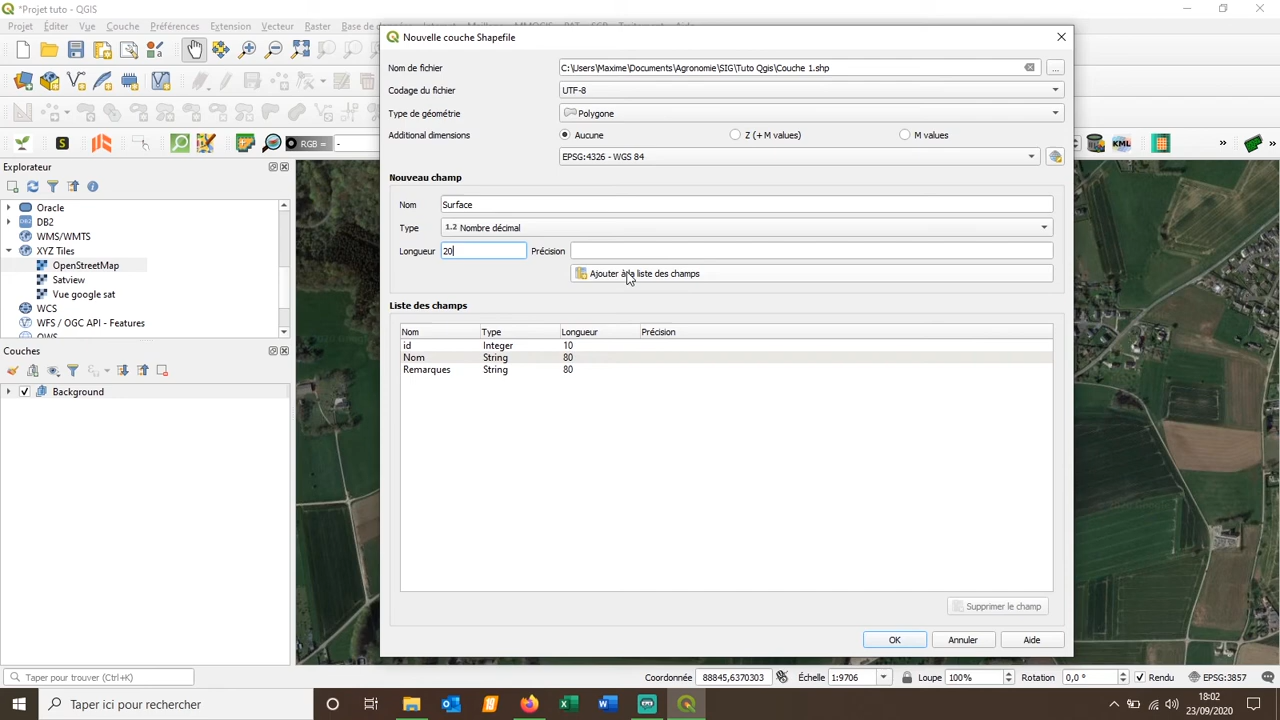 *Projet tuto - QGIS
Projet Éditer Vue Couche Préférences Extension Vecteur Raster
Nouvelle couche Shapefile
Nom de fichier C:\Users\Maxime\Documents\Agronomie\SIG\Tuto Qgis\Couche 1.shp ...
Codage du fichier UTF-8
Type de géométrie Polygone
Additional dimensions Aucune Z (+ M values) M values
EPSG:4326 - WGS 84
Nouveau champ
Nom Surface
Type 1.2 Nombre décimal
Longueur 20 Précision
Ajouter à la liste des champs
Liste des champs
Nom Type Longueur Précision
id Integer 10
Nom String 80
Remarques String 80
Supprimer le champ
OK Annuler Aide
RGB = -
KML
Explorateur
Oracle
DB2
WMS/WMTS
XYZ Tiles
OpenStreetMap
Satview
Vue google sat
WCS
WFS / OGC API - Features
Couches
Background
Taper pour trouver (Ctrl+K)
Coordonnée 88845,6370303 Échelle 1:9706 Loupe 100% Rotation 0,0 ° Rendu EPSG:3857
Taper ici pour rechercher
18:02
23/09/2020